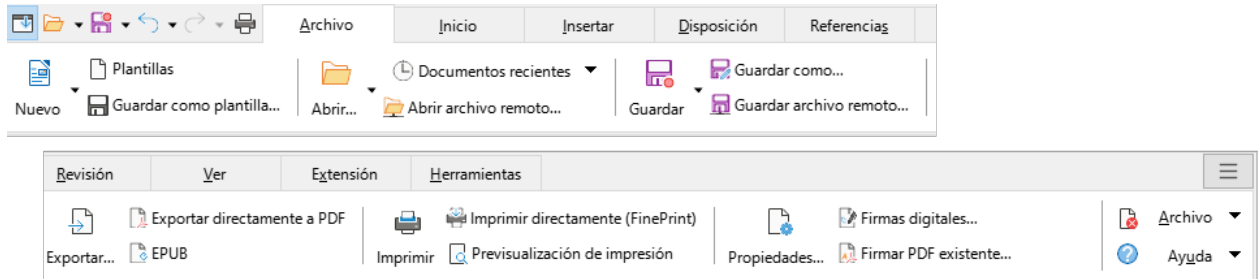 Archivo Inicio Insertar Disposición Referencias
Plantillas Documentos recientes Guardar como...
Nuevo Guardar como plantilla... Abrir... Abrir archivo remoto... Guardar Guardar archivo remoto...
Revisión Ver Extensión Herramientas
Exportar directamente a PDF Imprimir directamente (FinePrint) Firmas digitales... Archivo
Exportar... EPUB Imprimir Previsualización de impresión Propiedades... Firmar PDF existente... Ayuda